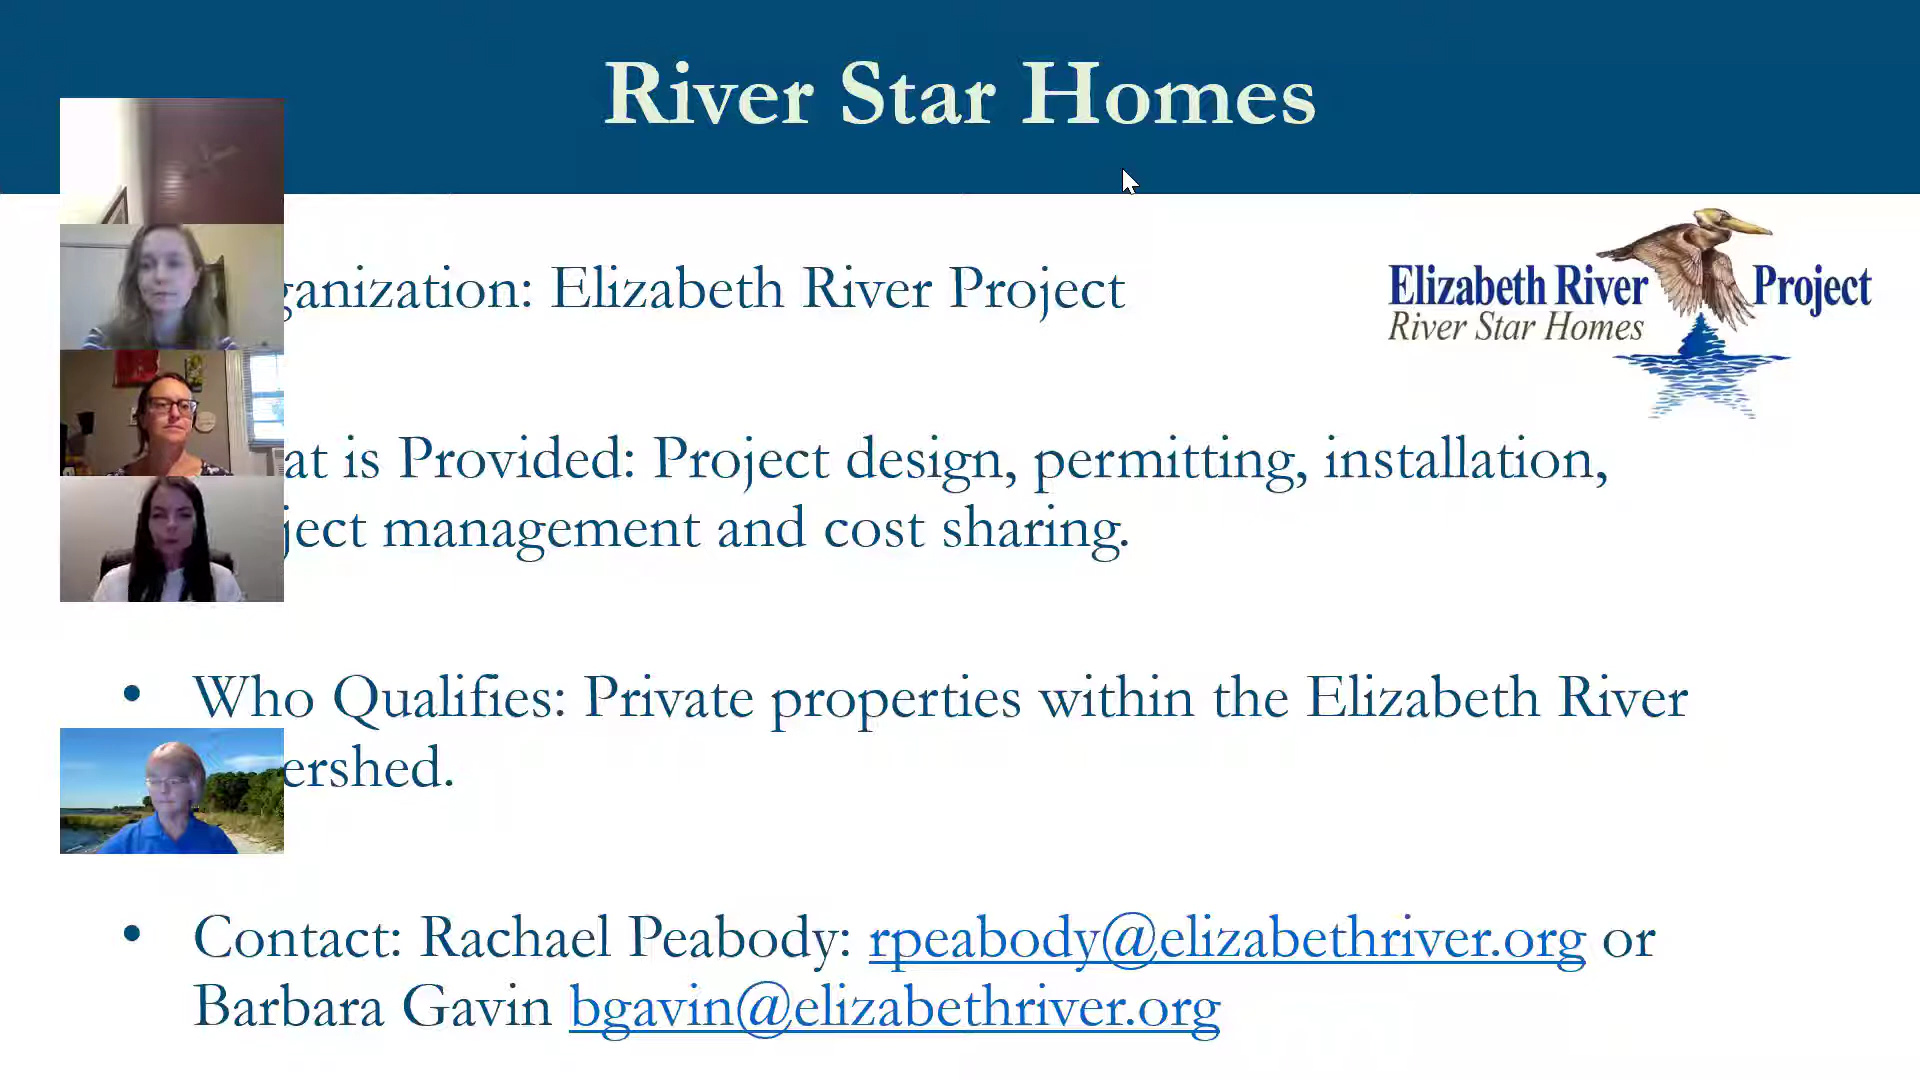 River Star Homes
Elizabeth River Project
River Star Homes
ganization: Elizabeth River Project
at is Provided: Project design, permitting, installation,
ject management and cost sharing.
• Who Qualifies: Private properties within the Elizabeth River
ershed.
• Contact: Rachael Peabody: rpeabody@elizabethriver.org or
Barbara Gavin bgavin@elizabethriver.org